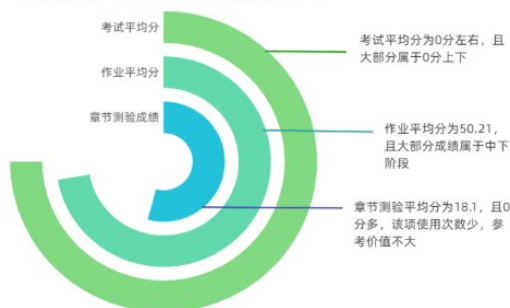 考试平均分
作业平均分
章节测验成绩
考试平均分为0分左右，且
大部分属于0分上下
作业平均分为50.21，
且大部分成绩属于中下
阶段
章节测验平均分为18.1，且0
分多，该项使用次数少，参
考价值不大